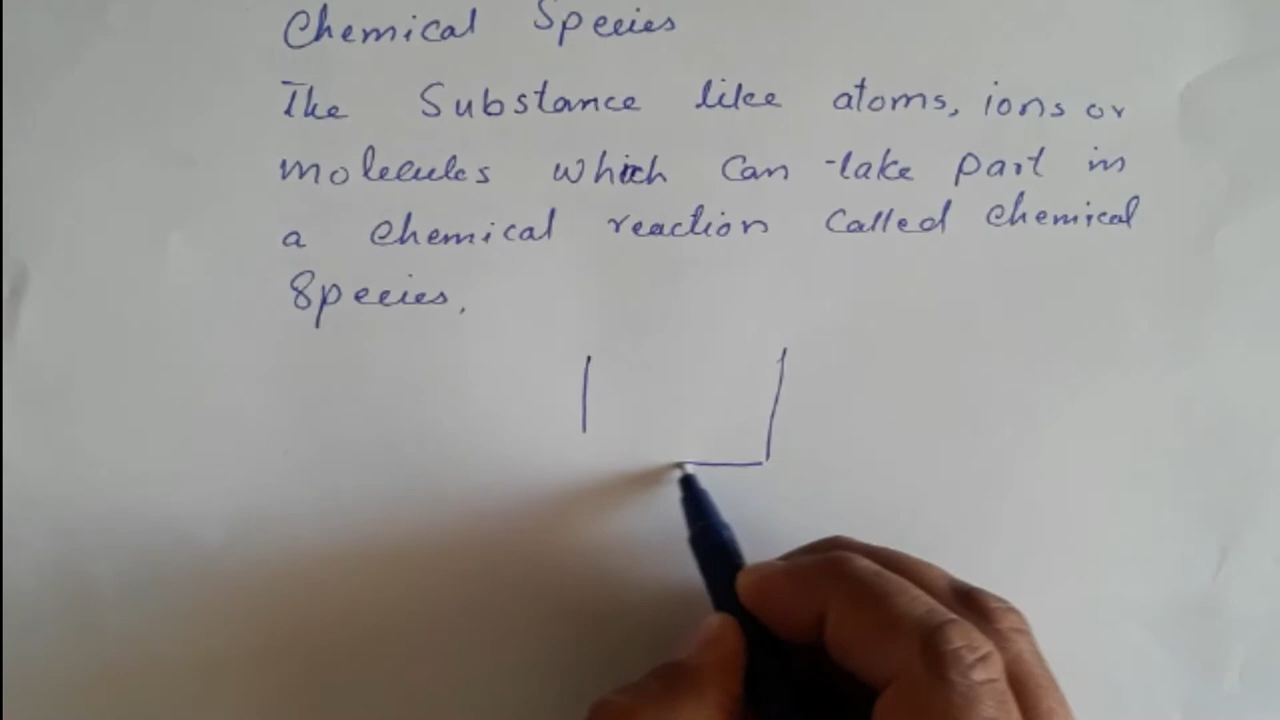 Chemical Species
The Substance like atoms, ions or
molecules which can take part in
a chemical reaction called chemical
Species.